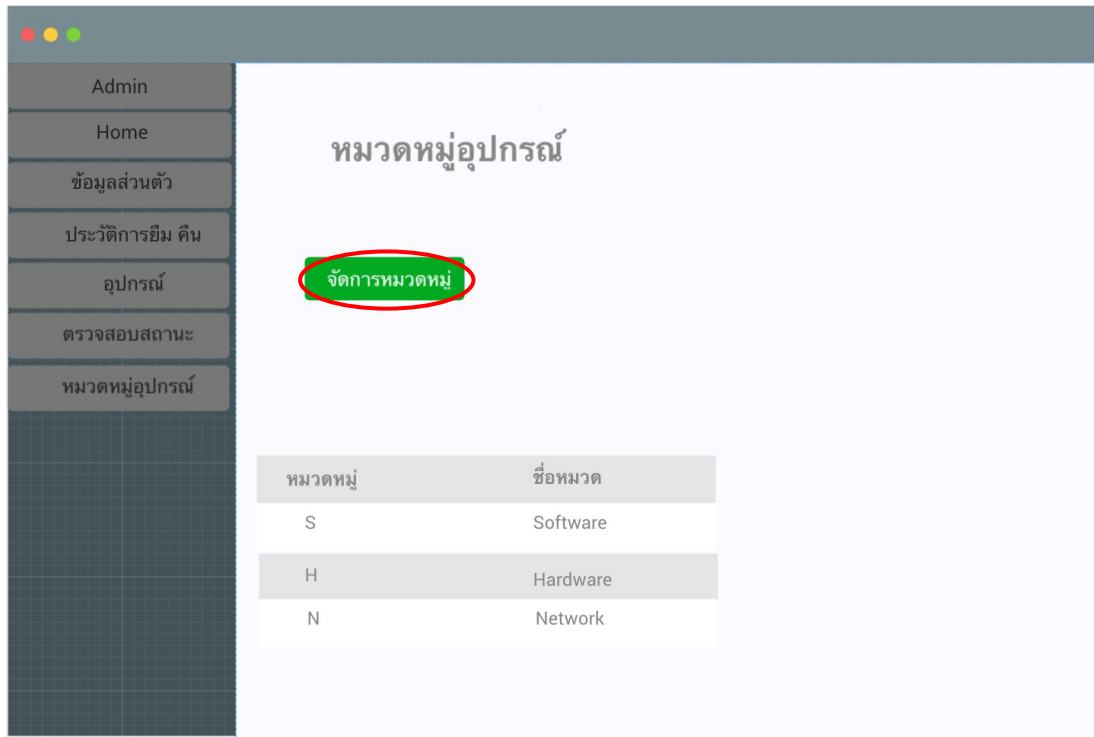 Admin
Home
ข้อมูลส่วนตัว
ประวัติการยืม คืน
อุปกรณ์
ตรวจสอบสถานะ
หมวดหมู่อุปกรณ์
หมวดหมู่อุปกรณ์
จัดการหมวดหมู่
หมวดหมู่ ชื่อหมวด
S Software
H Hardware
N Network